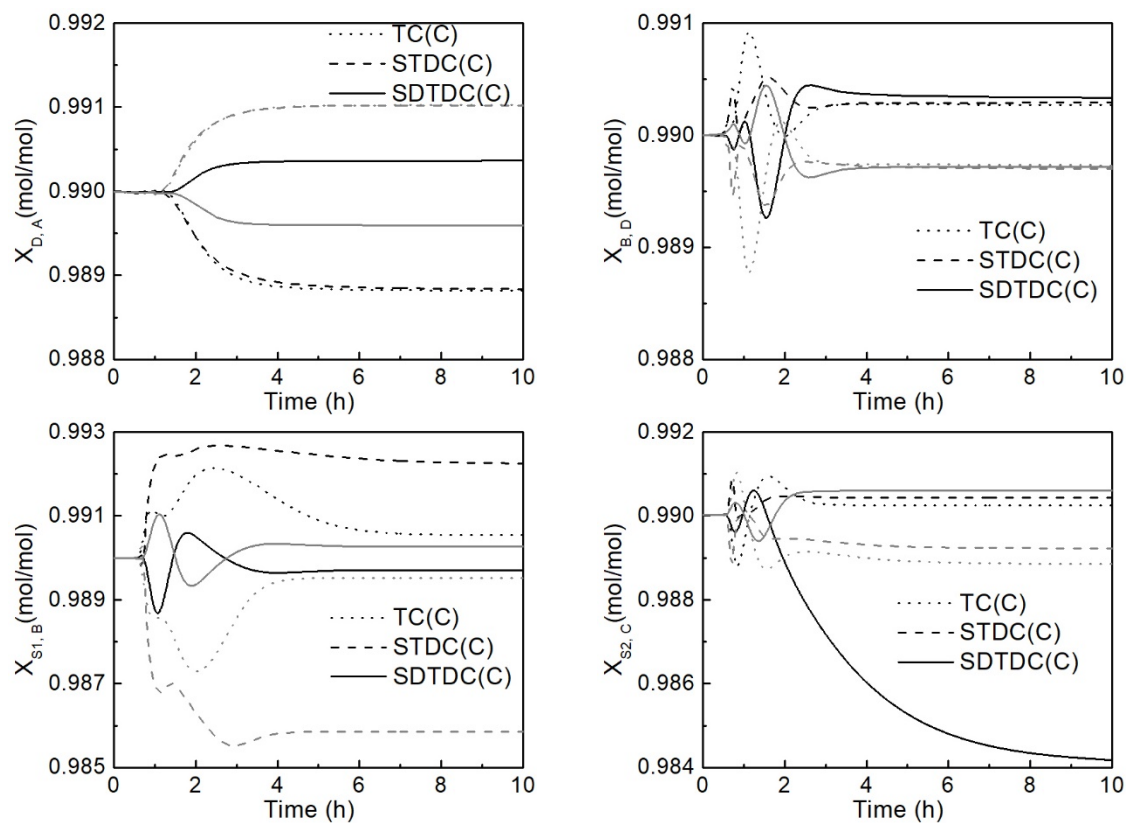 0.992
0.991
0.990
0.989
0.988
X_{D, A} (mol/mol)
TC(C)
STDC(C)
SDTDC(C)
0 2 4 6 8 10
Time (h)
0.991
0.990
0.989
0.988
X_{B, D} (mol/mol)
TC(C)
STDC(C)
SDTDC(C)
0 2 4 6 8 10
Time (h)
0.993
0.991
0.989
0.987
0.985
X_{S1, B} (mol/mol)
TC(C)
STDC(C)
SDTDC(C)
0 2 4 6 8 10
Time (h)
0.992
0.990
0.988
0.986
0.984
X_{S2, C} (mol/mol)
TC(C)
STDC(C)
SDTDC(C)
0 2 4 6 8 10
Time (h)